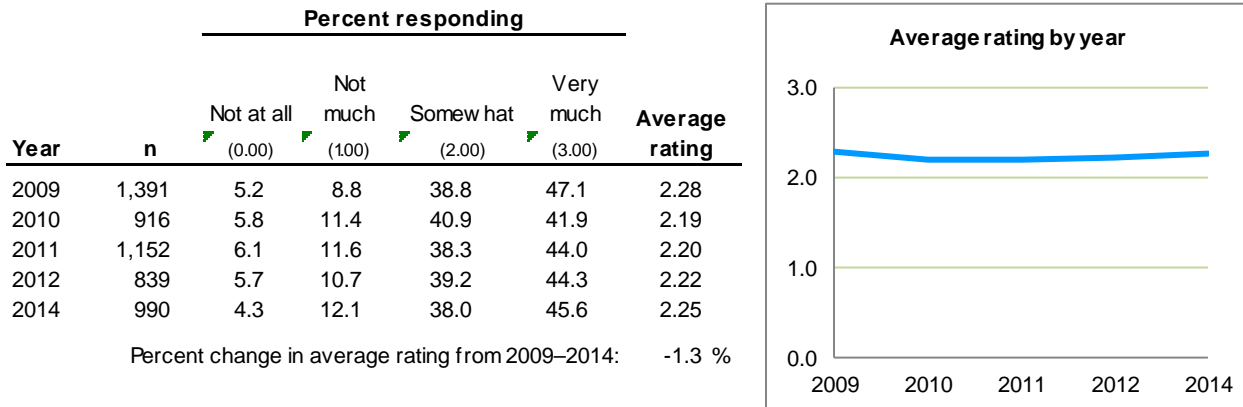 Percent responding
Not Very
Not at all much Somewhat much Average
Year n (0.00) (1.00) (2.00) (3.00) rating
2009 1,391 5.2 8.8 38.8 47.1 2.28
2010 916 5.8 11.4 40.9 41.9 2.19
2011 1,152 6.1 11.6 38.3 44.0 2.20
2012 839 5.7 10.7 39.2 44.3 2.22
2014 990 4.3 12.1 38.0 45.6 2.25
Percent change in average rating from 2009–2014: -1.3 %
Average rating by year
3.0
2.0
1.0
0.0
2009 2010 2011 2012 2014